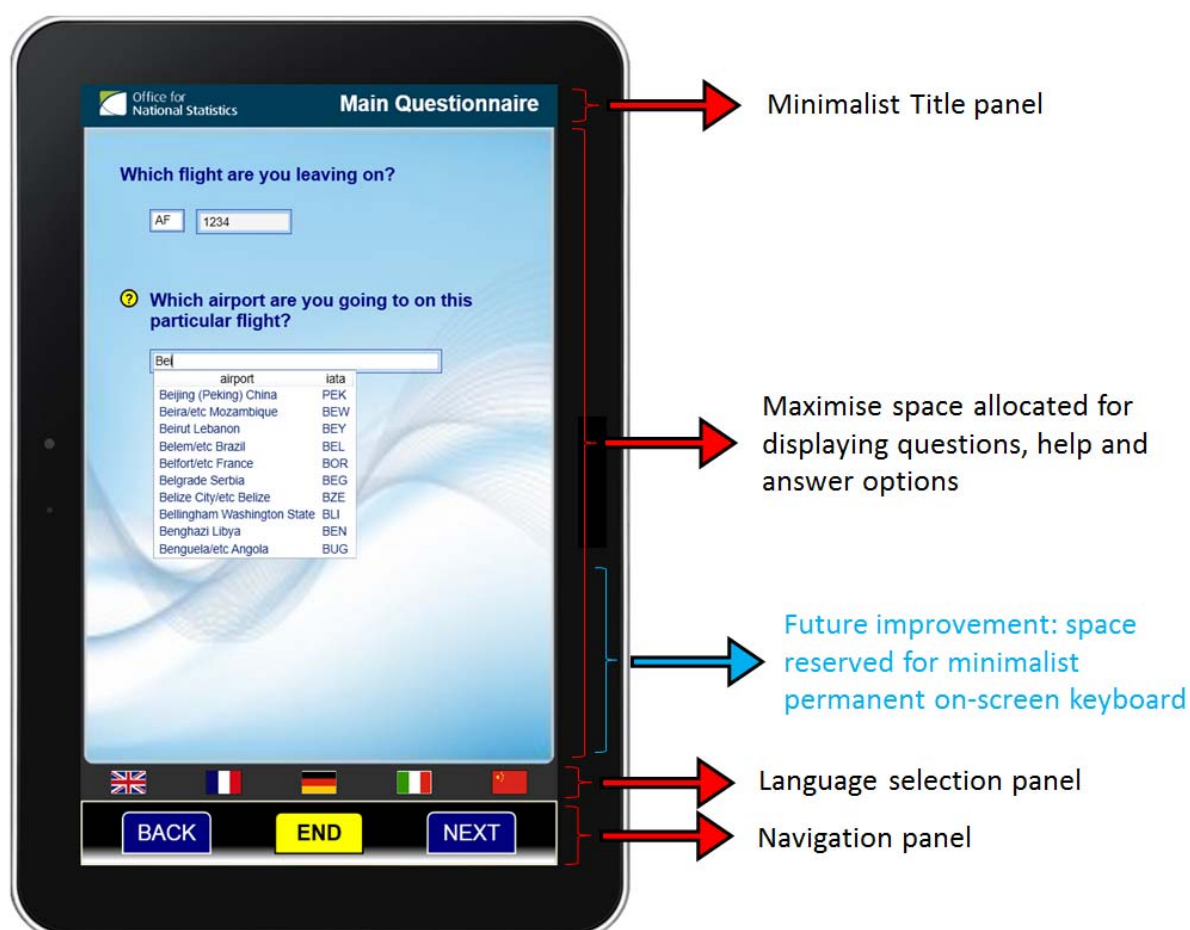 Office for
National Statistics
Main Questionnaire
Minimalist Title panel
Which flight are you leaving on?
AF
1234
?
Which airport are you going to on this
particular flight?
Bei
airport iata
Beijing (Peking) China PEK
Beira/etc Mozambique BEW
Beirut Lebanon BEY
Belem/etc Brazil BEL
Belfort/etc France BOR
Belgrade Serbia BEG
Belize City/etc Belize BZE
Bellingham Washington State BLI
Benghazi Libya BEN
Benguela/etc Angola BUG
Maximise space allocated for
displaying questions, help and
answer options
Future improvement: space
reserved for minimalist
permanent on-screen keyboard
Language selection panel
BACK
END
NEXT
Navigation panel